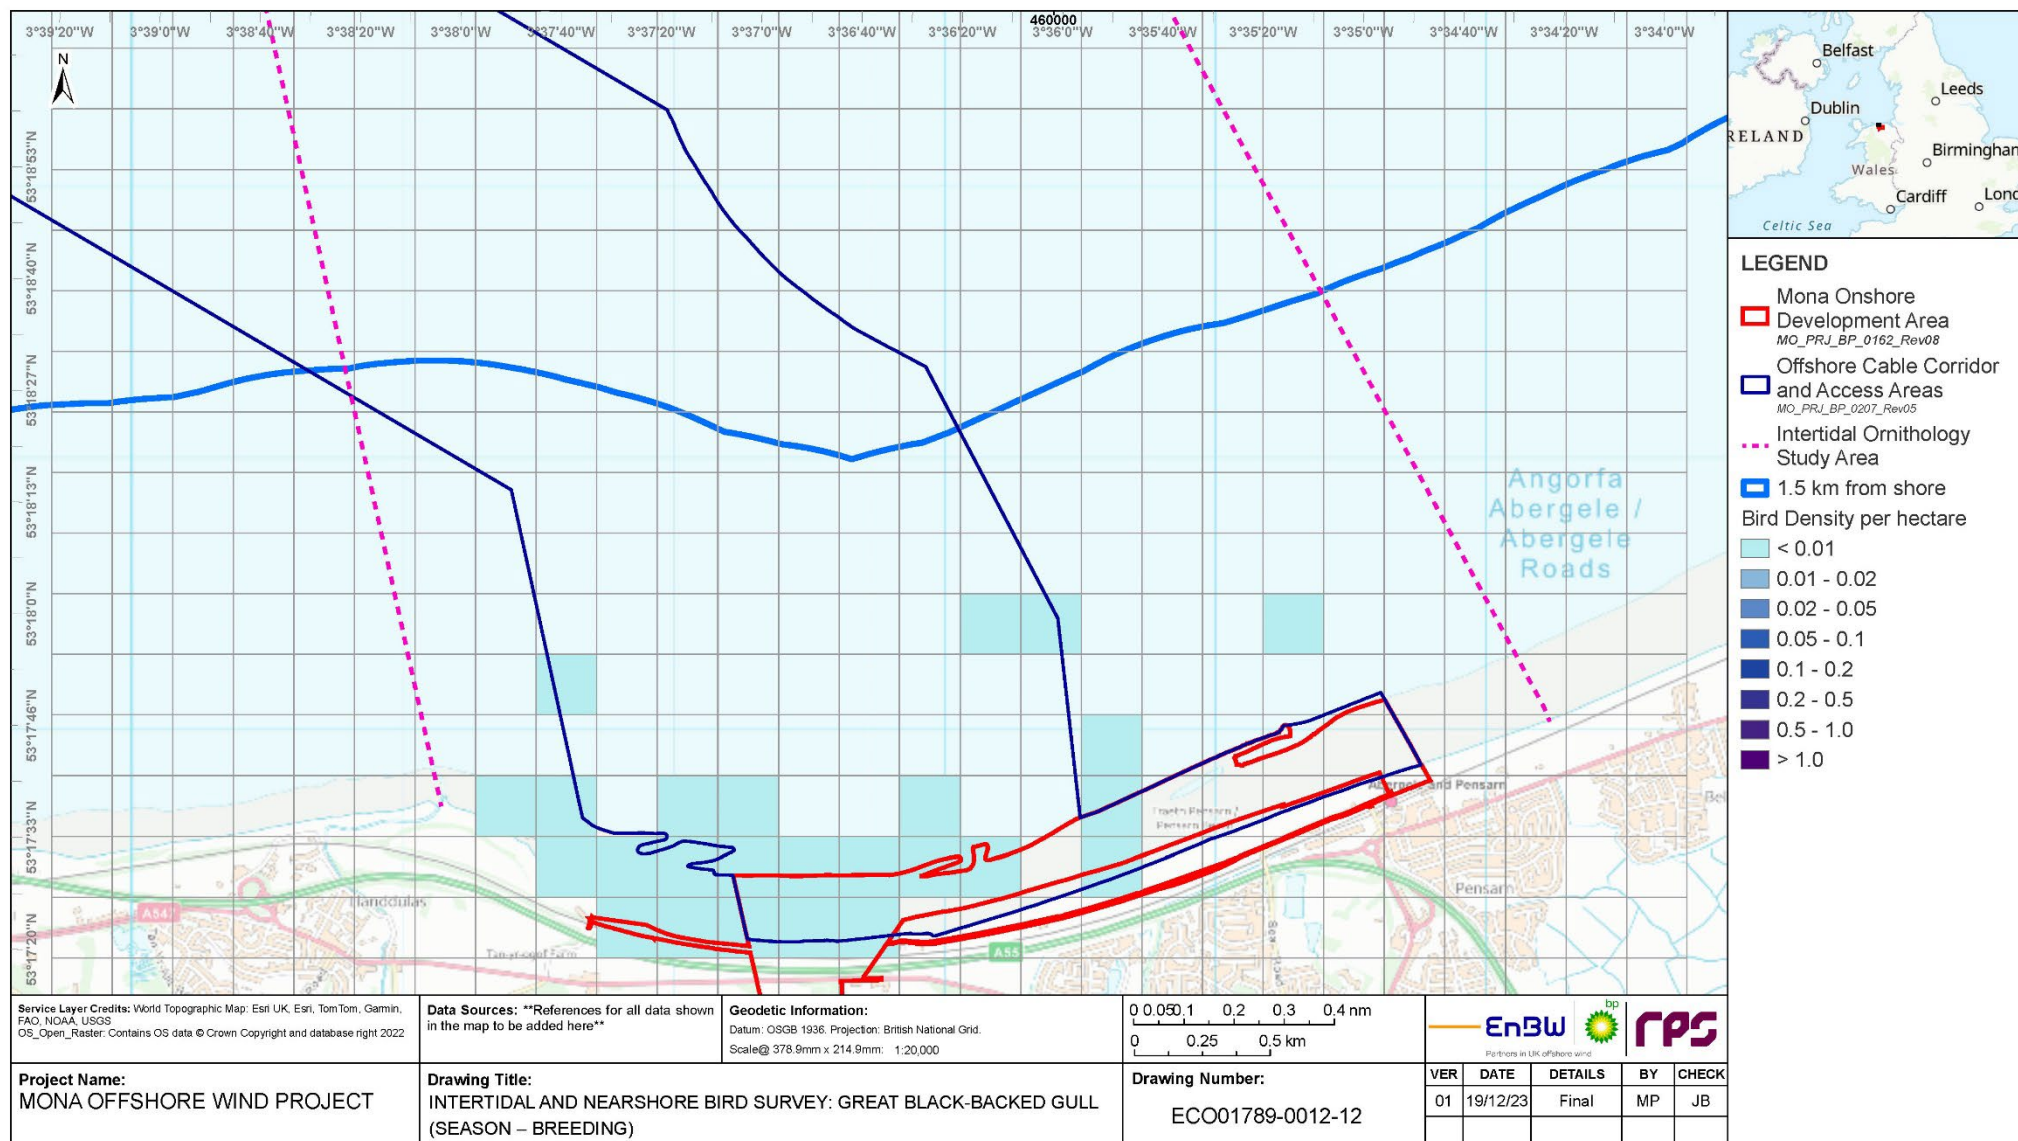 460000
3°39'20"W 3°39'0"W 3°38'40"W 3°38'20"W 3°38'0"W 3°37'40"W 3°37'20"W 3°37'0"W 3°36'40"W 3°36'20"W 3°36'0"W 3°35'40"W 3°35'20"W 3°35'0"W 3°34'40"W 3°34'20"W 3°34'0"W
N
53°18'53"N
53°18'40"N
53°18'27"N
53°18'13"N
53°18'0"N
53°17'46"N
53°17'33"N
53°17'20"N
Angorfa
Abergele /
Abergele
Roads
Abergele and Pensarn
Traeth Pensarn /
Pensarn
Pensarn
Llanddulas
A547
A55
Belfast
Leeds
Dublin
RELAND
Birmingham
Wales
Cardiff
Lond
Celtic Sea
LEGEND
Mona Onshore
Development Area
MO_PRJ_BP_0162_Rev08
Offshore Cable Corridor
and Access Areas
MO_PRJ_BP_0207_Rev05
Intertidal Ornithology
Study Area
1.5 km from shore
Bird Density per hectare
< 0.01
0.01 - 0.02
0.02 - 0.05
0.05 - 0.1
0.1 - 0.2
0.2 - 0.5
0.5 - 1.0
> 1.0
Service Layer Credits: World Topographic Map: Esri UK, Esri, TomTom, Garmin,
FAO, NOAA, USGS
OS_Open_Raster: Contains OS data © Crown Copyright and database right 2022
Data Sources: **References for all data shown
in the map to be added here**
Geodetic Information:
Datum: OSGB 1936. Projection: British National Grid.
Scale@ 378.9mm x 214.9mm: 1:20,000
0 0.05 0.1 0.2 0.3 0.4 nm
0 0.25 0.5 km
EnBW
bp
rps
Partners in UK offshore wind
Project Name:
MONA OFFSHORE WIND PROJECT
Drawing Title:
INTERTIDAL AND NEARSHORE BIRD SURVEY: GREAT BLACK-BACKED GULL
(SEASON – BREEDING)
Drawing Number:
ECO01789-0012-12
VER DATE DETAILS BY CHECK
01 19/12/23 Final MP JB